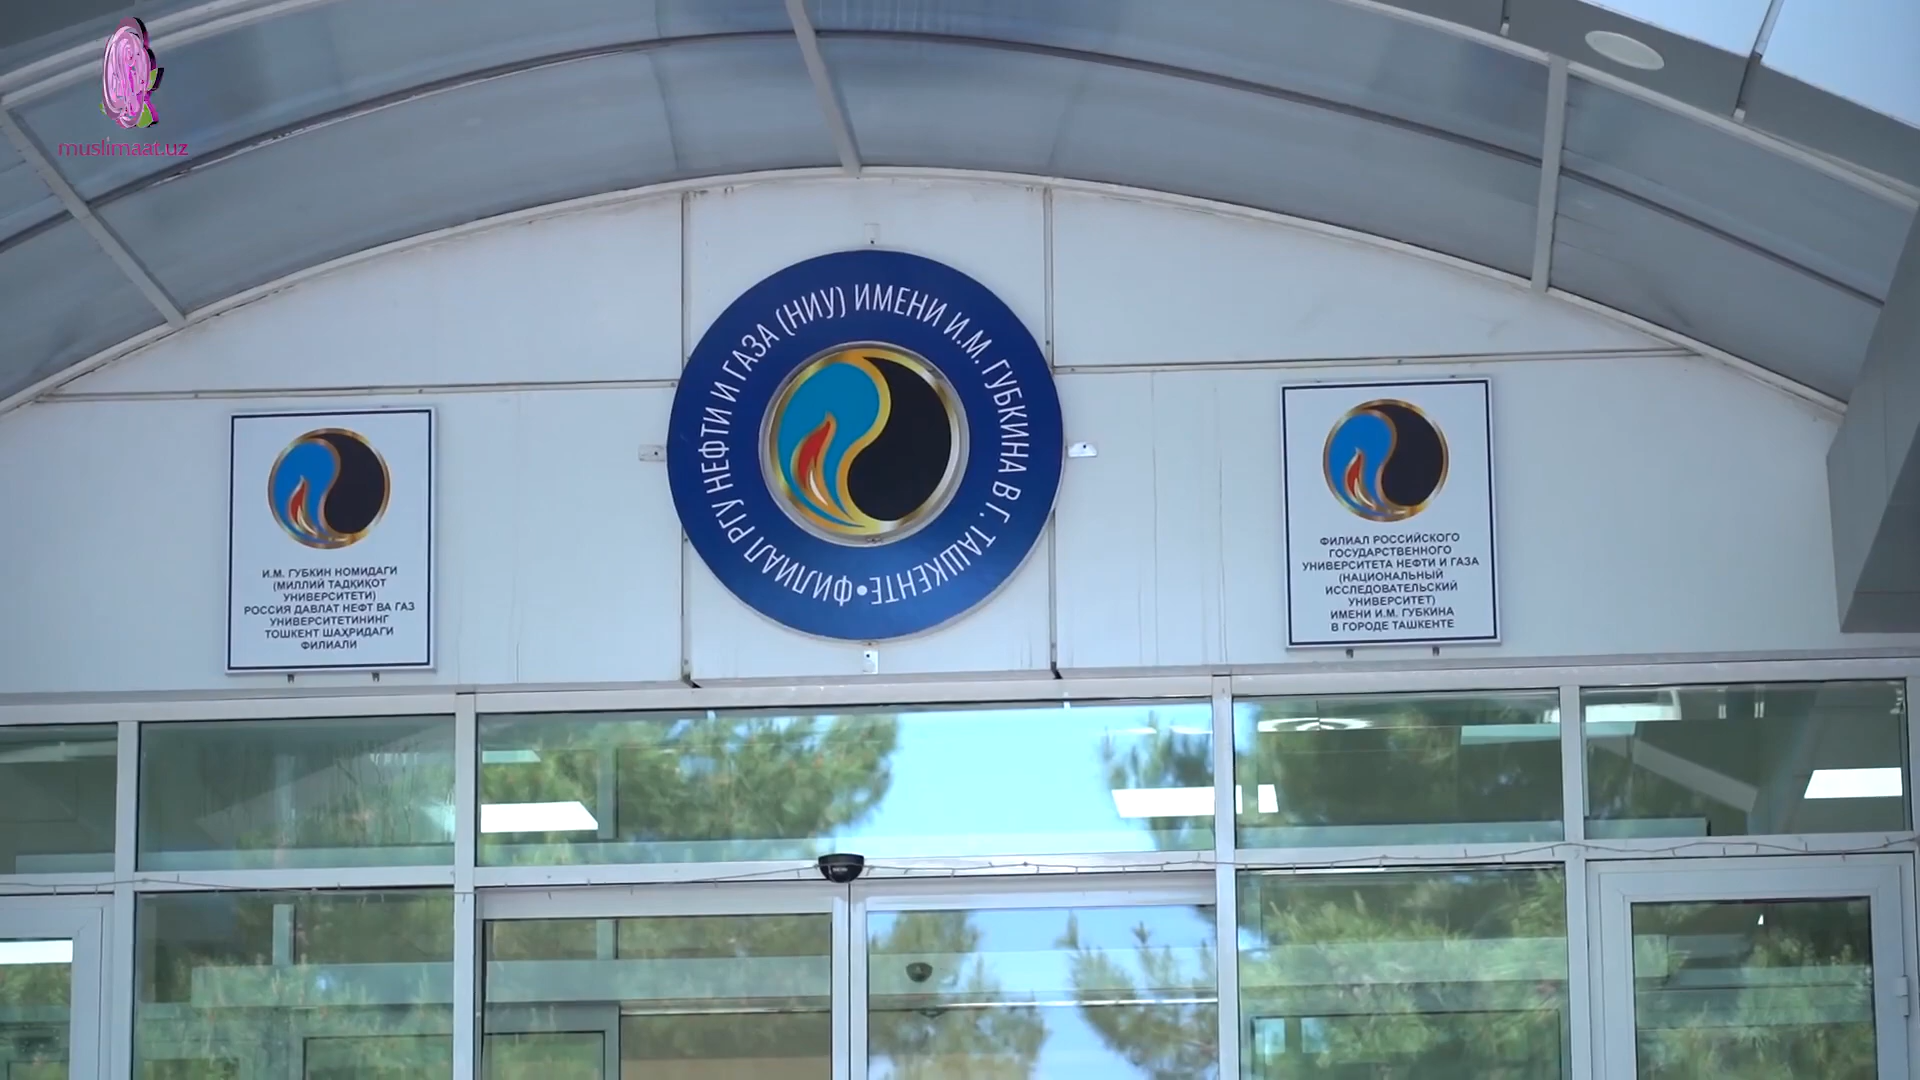 muslimaat.uz
ФИЛИАЛ РГУ НЕФТИ И ГАЗА (НИУ) ИМЕНИ И.М. ГУБКИНА В Г. ТАШКЕНТЕ •
И.М. ГУБКИН НОМИДАГИ
(МИЛЛИЙ ТАДҚИҚОТ
УНИВЕРСИТЕТИ)
РОССИЯ ДАВЛАТ НЕФТ ВА ГАЗ
УНИВЕРСИТЕТИНИНГ
ТОШКЕНТ ШАҲРИДАГИ
ФИЛИАЛИ
ФИЛИАЛ РОССИЙСКОГО
ГОСУДАРСТВЕННОГО
УНИВЕРСИТЕТА НЕФТИ И ГАЗА
(НАЦИОНАЛЬНЫЙ
ИССЛЕДОВАТЕЛЬСКИЙ
УНИВЕРСИТЕТ)
ИМЕНИ И.М. ГУБКИНА
В ГОРОДЕ ТАШКЕНТЕ